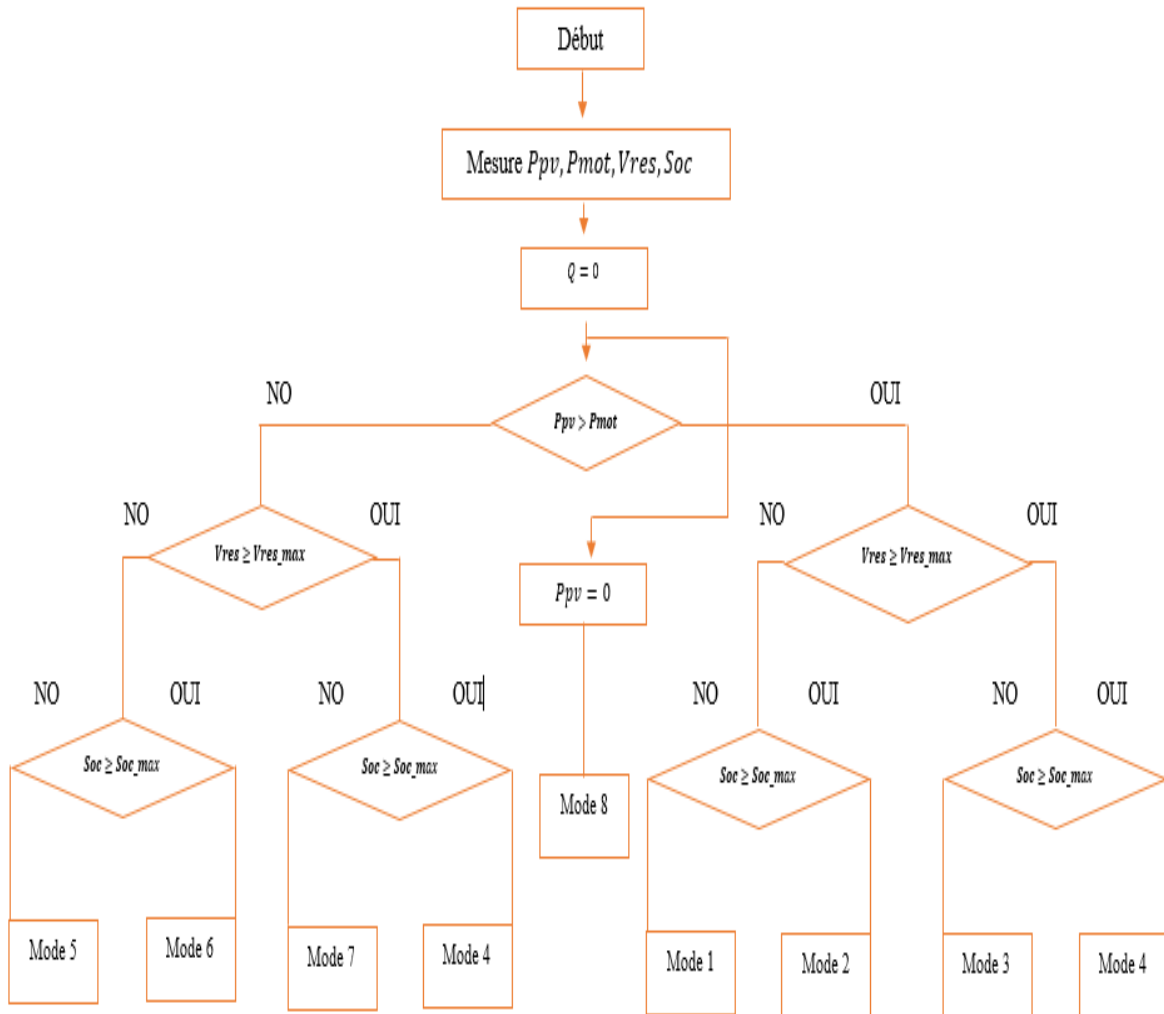 Début
Mesure Ppv, Pmot, Vres, Soc
Q = 0
NO
OUI
Ppv > Pmot
NO
OUI
NO
OUI
Vres ≥ Vres_max
Vres ≥ Vres_max
Ppv = 0
NO
OUI
NO
OUI
NO
OUI
NO
OUI
Soc ≥ Soc_max
Soc ≥ Soc_max
Soc ≥ Soc_max
Soc ≥ Soc_max
Mode 8
Mode 5
Mode 6
Mode 7
Mode 4
Mode 1
Mode 2
Mode 3
Mode 4